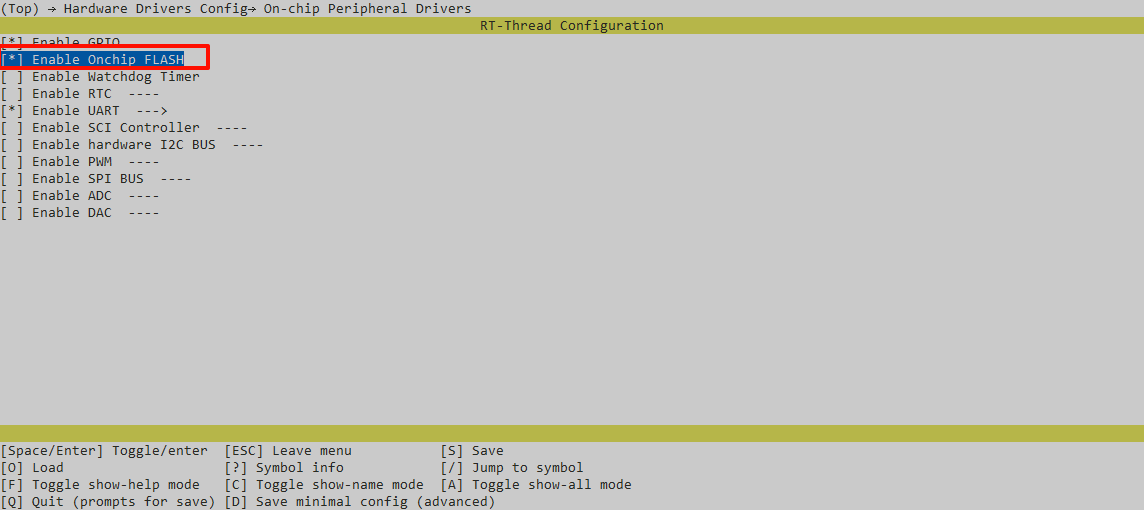 (Top) → Hardware Drivers Config→ On-chip Peripheral Drivers
RT-Thread Configuration
[*] Enable GPIO
[*] Enable Onchip FLASH
[ ] Enable Watchdog Timer
[ ] Enable RTC  ----
[*] Enable UART  --->
[ ] Enable SCI Controller  ----
[ ] Enable hardware I2C BUS  ----
[ ] Enable PWM  ----
[ ] Enable SPI BUS  ----
[ ] Enable ADC  ----
[ ] Enable DAC  ----
[Space/Enter] Toggle/enter  [ESC] Leave menu           [S] Save
[O] Load                    [?] Symbol info            [/] Jump to symbol
[F] Toggle show-help mode   [C] Toggle show-name mode  [A] Toggle show-all mode
[Q] Quit (prompts for save) [D] Save minimal config (advanced)